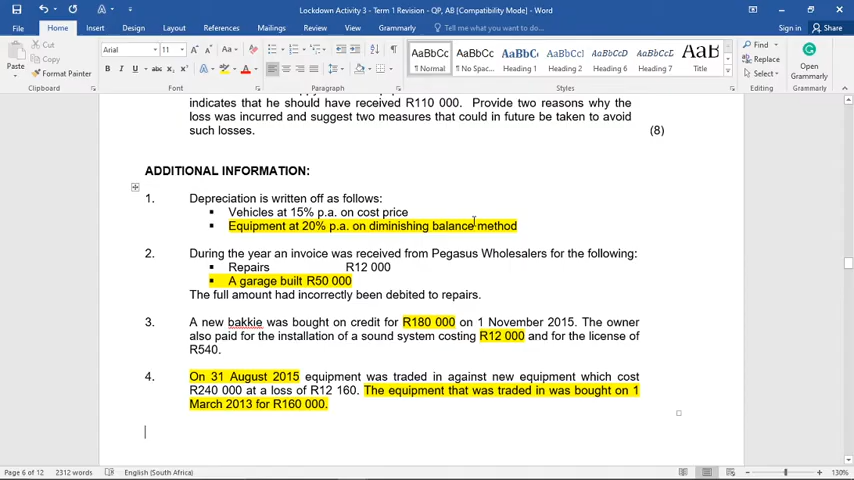 Lockdown Activity 3 - Term 1 Revision - QP, AB [Compatibility Mode] - Word
File Home Insert Draw Design Layout References Mailings Review View Grammarly Tell me what you want to do... Sign in Share
Cut
Copy
Paste
Format Painter
Clipboard
Arial 11
Font
Paragraph
AaBbCc AaBbCc AaBbC AaBbCc AaBbCcD AaBbCcD AaB
¶ Normal ¶ No Spac... Heading 1 Heading 2 Heading 6 Heading 7 Title
Styles
Find
Replace
Select
Editing
Open
Grammarly
Grammarly
indicates that he should have received R110 000. Provide two reasons why the
loss was incurred and suggest two measures that could in future be taken to avoid
such losses. (8)
ADDITIONAL INFORMATION:
1. Depreciation is written off as follows:
▪ Vehicles at 15% p.a. on cost price
▪ Equipment at 20% p.a. on diminishing balance method
2. During the year an invoice was received from Pegasus Wholesalers for the following:
▪ Repairs R12 000
▪ A garage built R50 000
The full amount had incorrectly been debited to repairs.
3. A new bakkie was bought on credit for R180 000 on 1 November 2015. The owner
also paid for the installation of a sound system costing R12 000 and for the license of
R540.
4. On 31 August 2015 equipment was traded in against new equipment which cost
R240 000 at a loss of R12 160. The equipment that was traded in was bought on 1
March 2013 for R160 000.
Page 6 of 12 2312 words English (South Africa) 130%